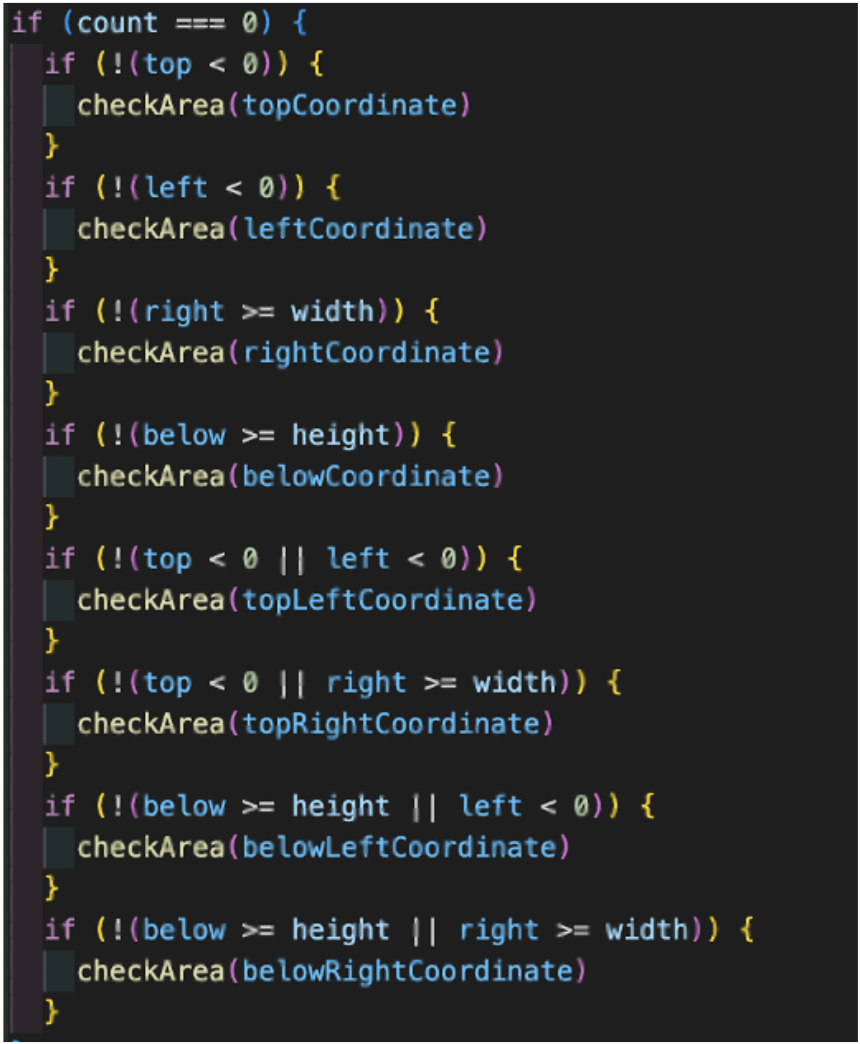 if (count === 0) {
if (!(top < 0)) {
checkArea(topCoordinate)
}
if (!(left < 0)) {
checkArea(leftCoordinate)
}
if (!(right >= width)) {
checkArea(rightCoordinate)
}
if (!(below >= height)) {
checkArea(belowCoordinate)
}
if (!(top < 0 || left < 0)) {
checkArea(topLeftCoordinate)
}
if (!(top < 0 || right >= width)) {
checkArea(topRightCoordinate)
}
if (!(below >= height || left < 0)) {
checkArea(belowLeftCoordinate)
}
if (!(below >= height || right >= width)) {
checkArea(belowRightCoordinate)
}